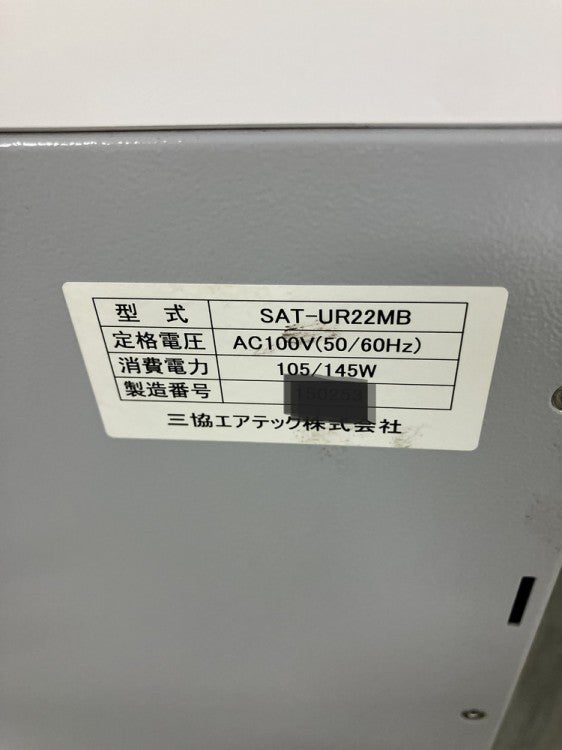 型 式 SAT-UR22MB
定格電圧 AC100V(50/60Hz)
消費電力 105/145W
製造番号
三協エアテック株式会社